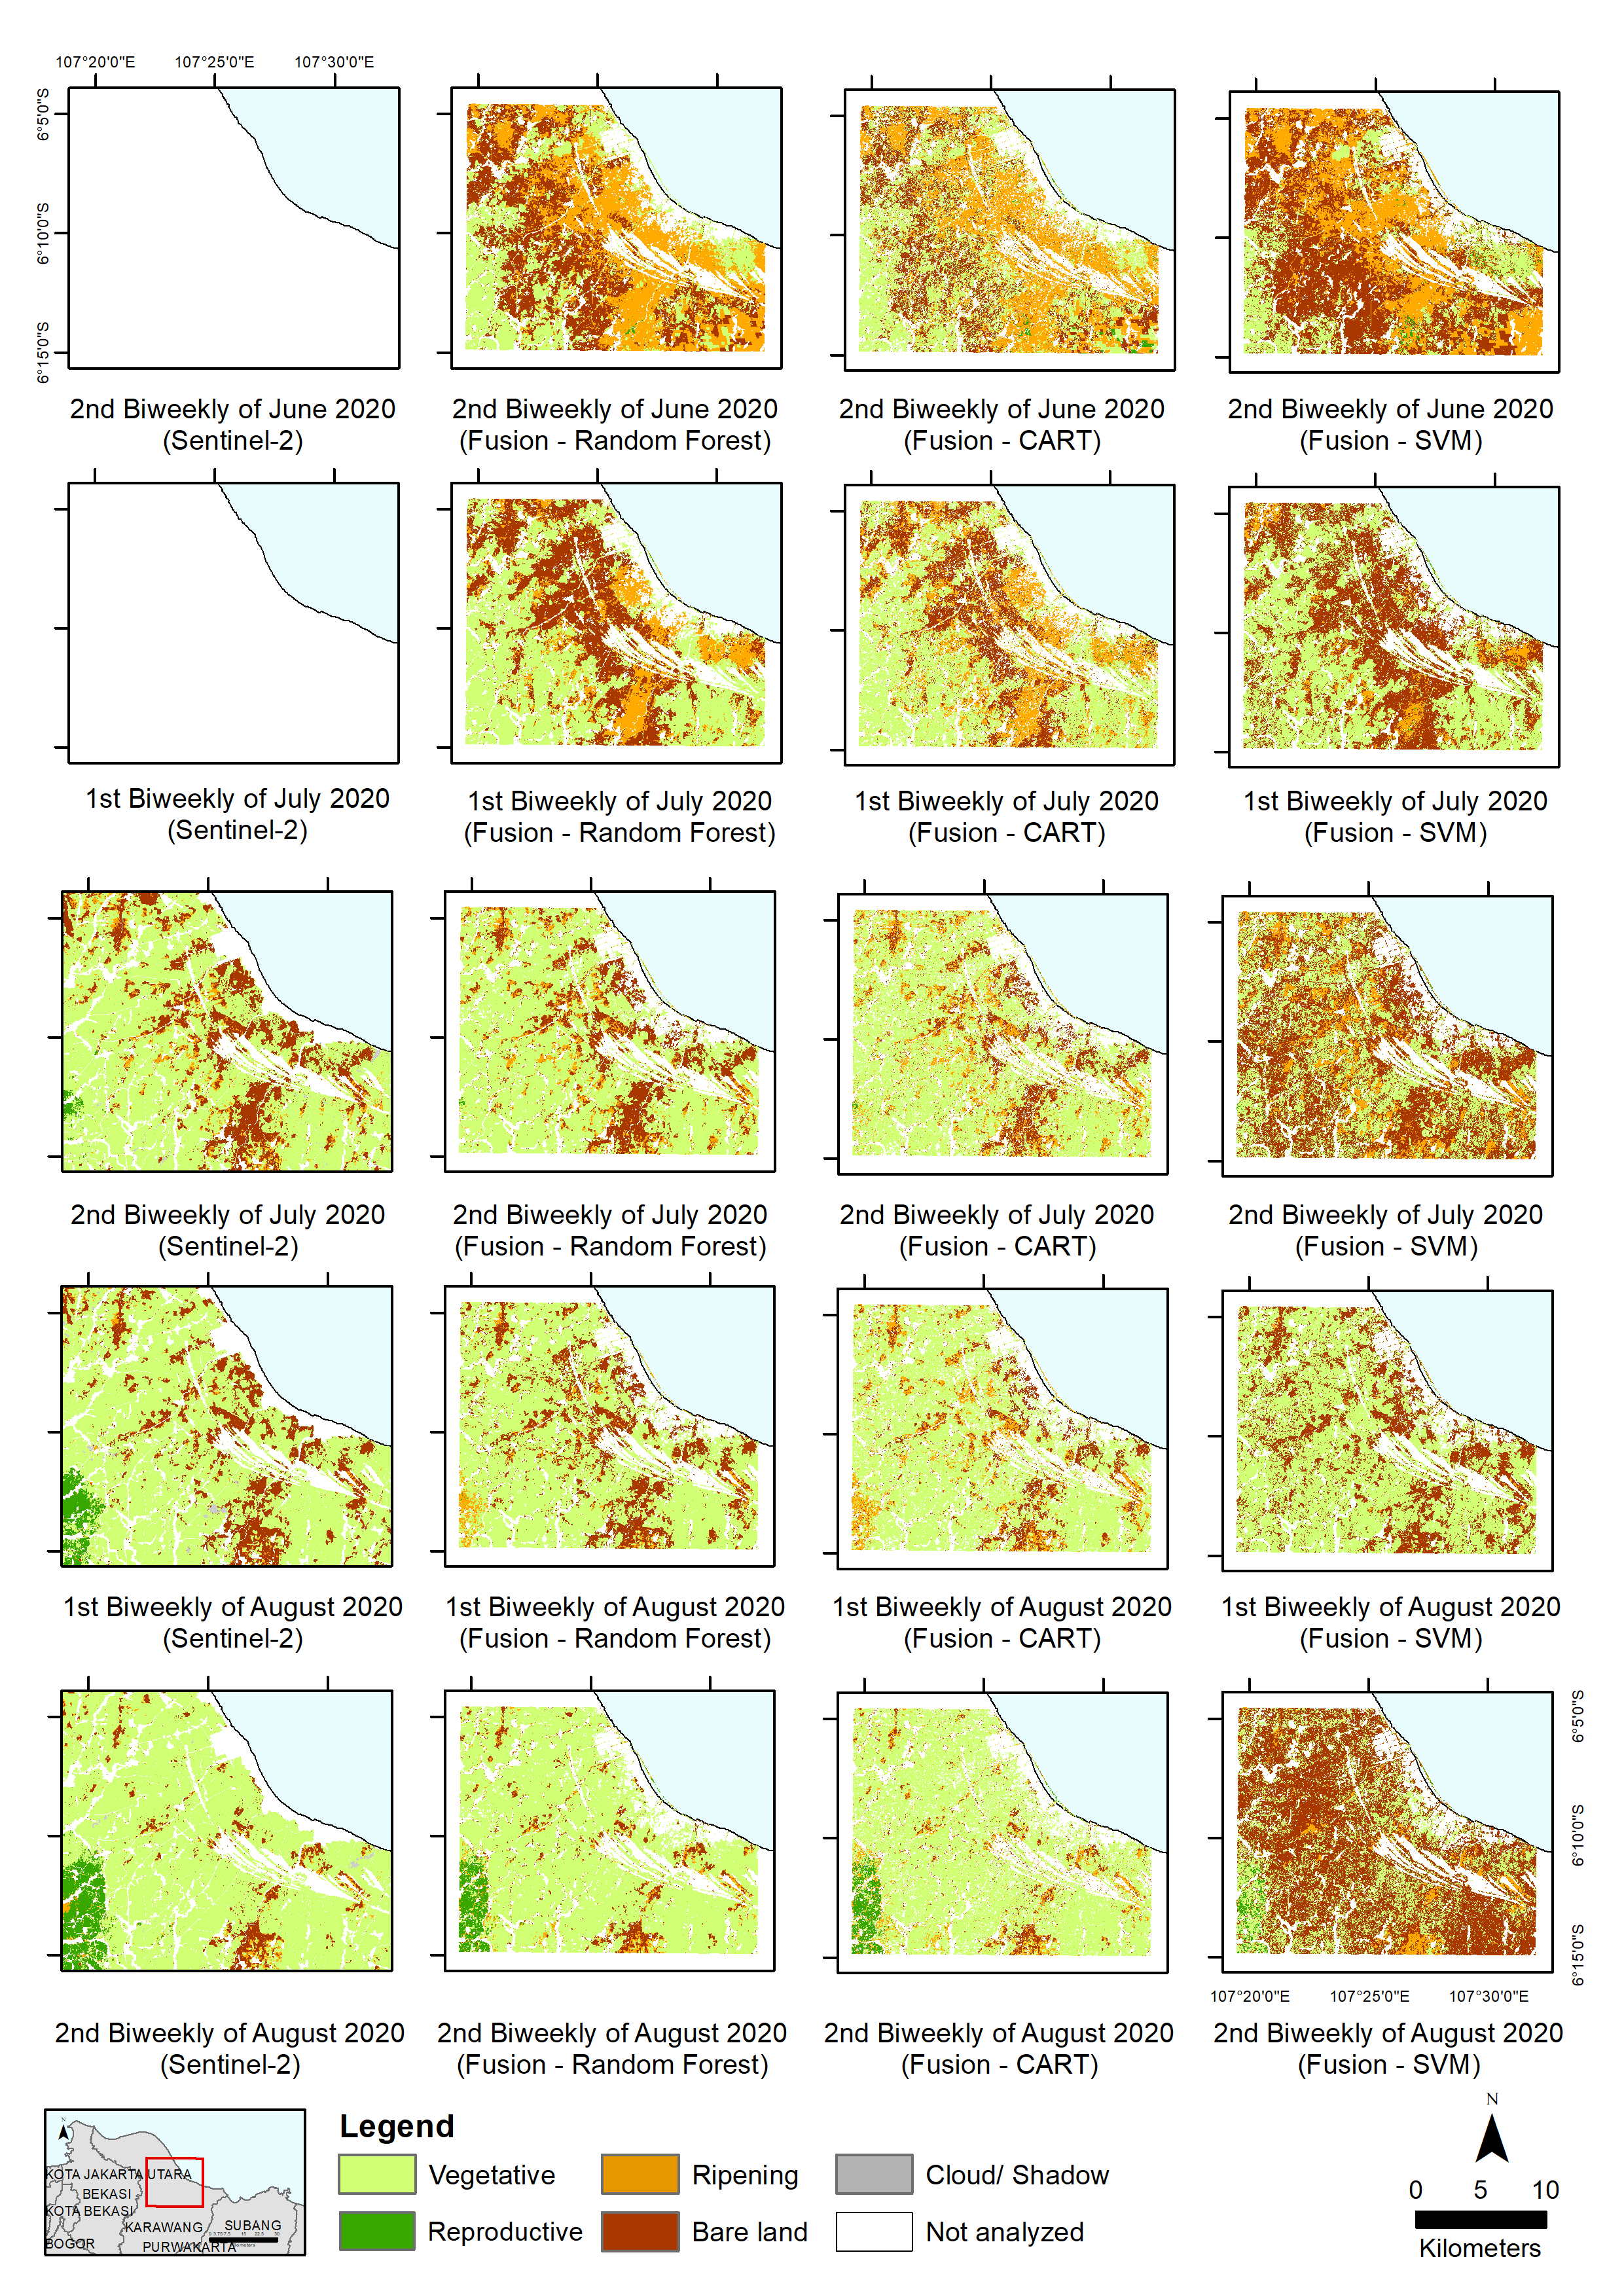 107°20'0"E 107°25'0"E 107°30'0"E
6°5'0"S
6°10'0"S
6°15'0"S
2nd Biweekly of June 2020
(Sentinel-2)
2nd Biweekly of June 2020
(Fusion - Random Forest)
2nd Biweekly of June 2020
(Fusion - CART)
2nd Biweekly of June 2020
(Fusion - SVM)
1st Biweekly of July 2020
(Sentinel-2)
1st Biweekly of July 2020
(Fusion - Random Forest)
1st Biweekly of July 2020
(Fusion - CART)
1st Biweekly of July 2020
(Fusion - SVM)
2nd Biweekly of July 2020
(Sentinel-2)
2nd Biweekly of July 2020
(Fusion - Random Forest)
2nd Biweekly of July 2020
(Fusion - CART)
2nd Biweekly of July 2020
(Fusion - SVM)
1st Biweekly of August 2020
(Sentinel-2)
1st Biweekly of August 2020
(Fusion - Random Forest)
1st Biweekly of August 2020
(Fusion - CART)
1st Biweekly of August 2020
(Fusion - SVM)
6°5'0"S
6°10'0"S
6°15'0"S
107°20'0"E 107°25'0"E 107°30'0"E
2nd Biweekly of August 2020
(Sentinel-2)
2nd Biweekly of August 2020
(Fusion - Random Forest)
2nd Biweekly of August 2020
(Fusion - CART)
2nd Biweekly of August 2020
(Fusion - SVM)
N
KOTA JAKARTA UTARA
BEKASI
KOTA BEKASI
KARAWANG
SUBANG
BOGOR
PURWAKARTA
Legend
Vegetative
Ripening
Cloud/ Shadow
Reproductive
Bare land
Not analyzed
N
0 5 10
Kilometers